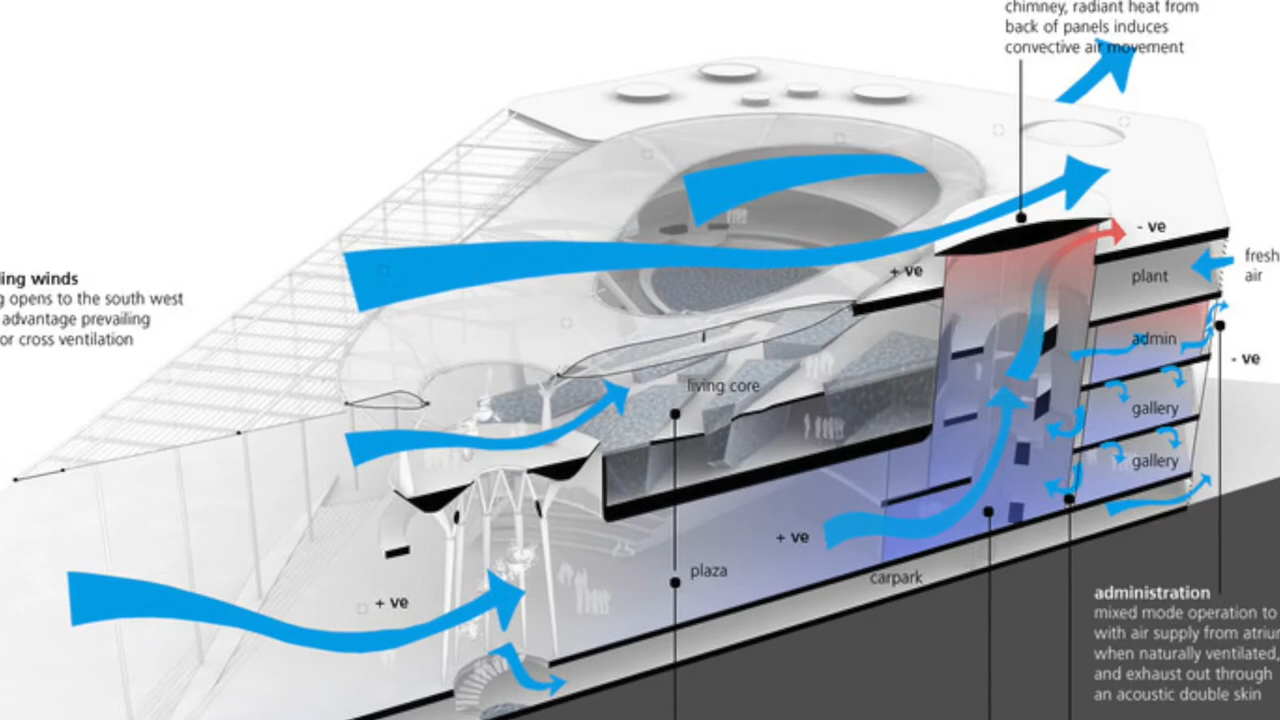 chimney, radiant heat from
back of panels induces
convective air movement
- ve
fresh
air
+ ve
plant
ling winds
g opens to the south west
advantage prevailing
or cross ventilation
admin
- ve
living core
gallery
gallery
+ ve
plaza
carpark
+ ve
administration
mixed mode operation to
with air supply from atriu
when naturally ventilated,
and exhaust out through
an acoustic double skin